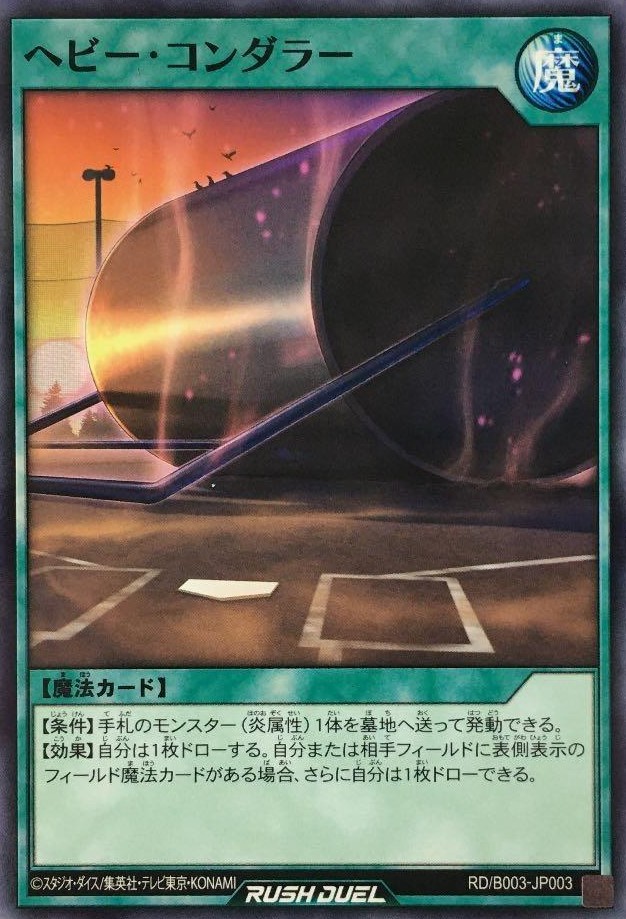 ヘビー・コンダラー
魔
【魔法カード】
【条件】手札のモンスター（炎属性）1体を墓地へ送って発動できる。
【効果】自分は1枚ドローする。自分または相手フィールドに表側表示の
フィールド魔法カードがある場合、さらに自分は1枚ドローできる。
©スタジオ・ダイス/集英社・テレビ東京・KONAMI
RUSH DUEL
RD/B003-JP003